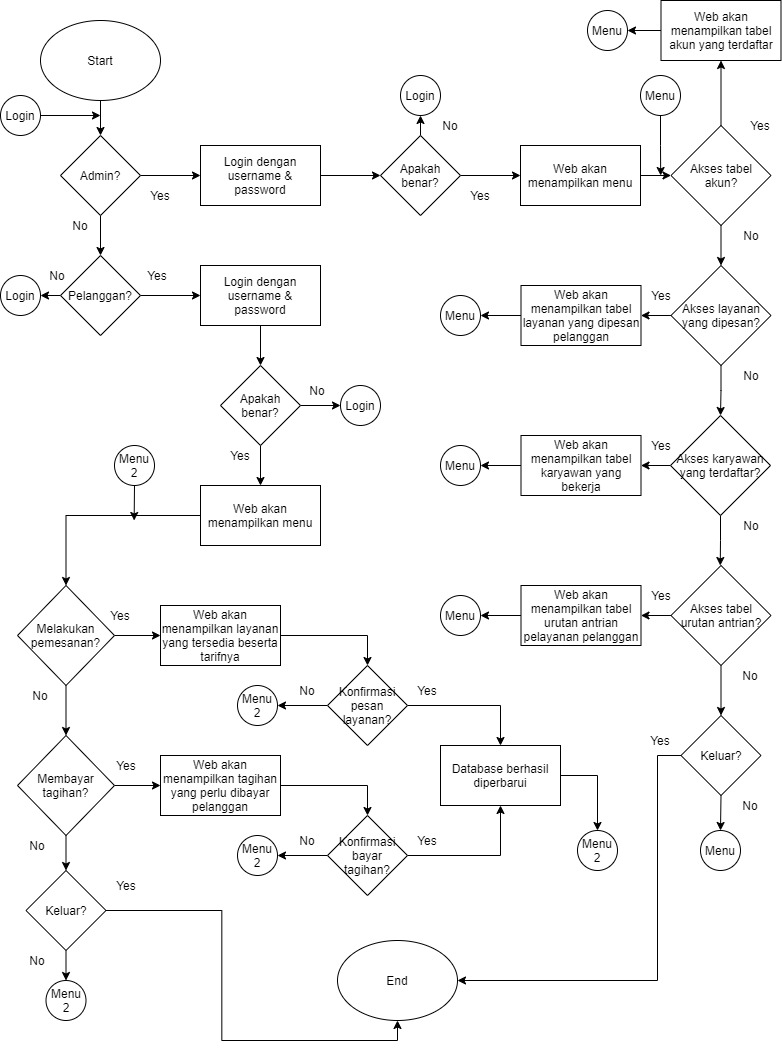 Start
Login
Admin?
Yes
No
Login dengan
username &
password
Login
No
Apakah
benar?
Yes
Web akan
menampilkan menu
Menu
Menu
Web akan
menampilkan tabel
akun yang terdaftar
Yes
Akses tabel
akun?
No
Login
No
Pelanggan?
Yes
Login dengan
username &
password
Apakah
benar?
No
Login
Yes
Web akan
menampilkan menu
Menu
2
Menu
Web akan
menampilkan tabel
layanan yang dipesan
pelanggan
Yes
Akses layanan
yang dipesan?
No
Menu
Web akan
menampilkan tabel
karyawan yang
bekerja
Yes
Akses karyawan
yang terdaftar?
No
Menu
Web akan
menampilkan tabel
urutan antrian
pelayanan pelanggan
Yes
Akses tabel
urutan antrian?
No
Yes
Keluar?
No
Menu
Melakukan
pemesanan?
Yes
No
Web akan
menampilkan layanan
yang tersedia beserta
tarifnya
Menu
2
No
Konfirmasi
pesan
layanan?
Yes
Database berhasil
diperbarui
Menu
2
Membayar
tagihan?
Yes
No
Web akan
menampilkan tagihan
yang perlu dibayar
pelanggan
Menu
2
No
Konfirmasi
bayar
tagihan?
Yes
Keluar?
Yes
No
Menu
2
End